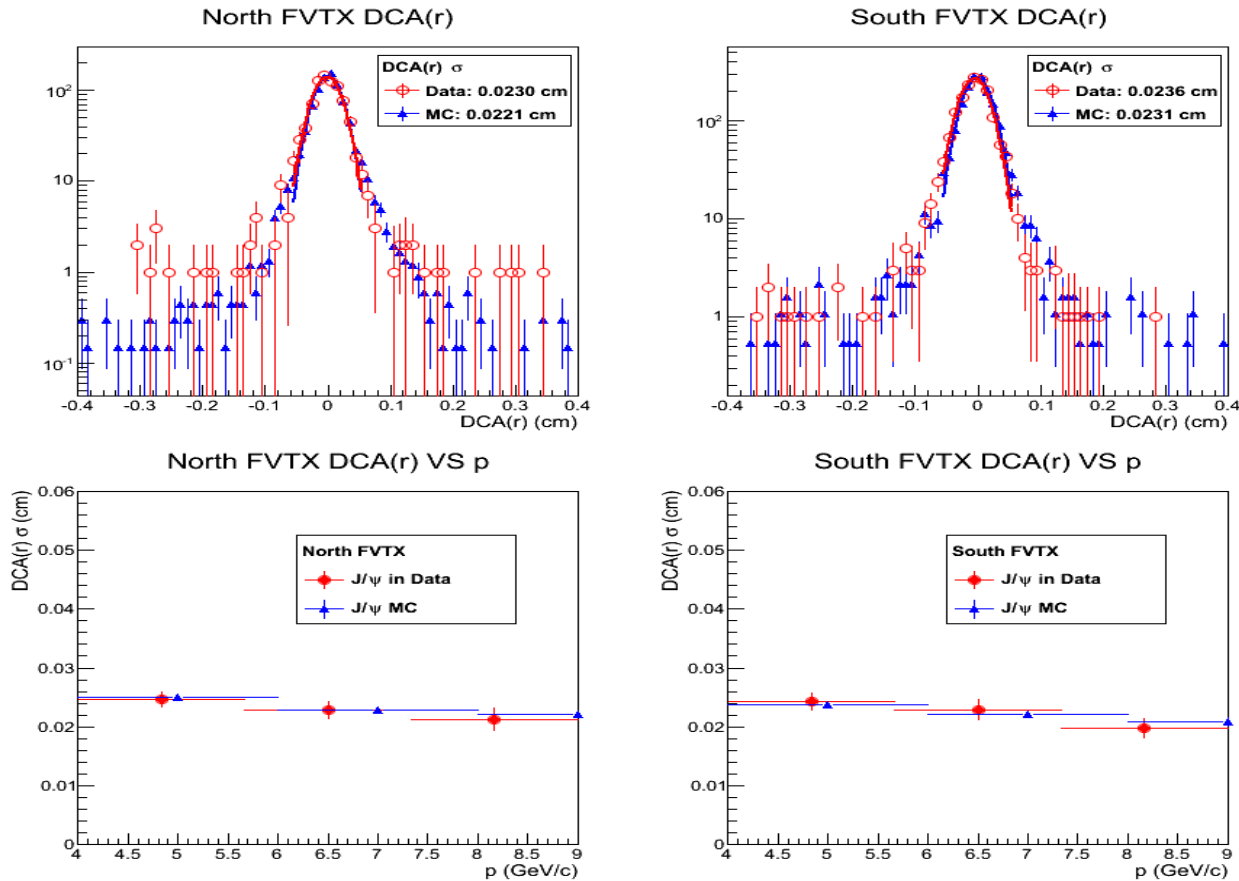 North FVTX DCA(r)
10²
10
1
10⁻¹
-0.4 -0.3 -0.2 -0.1 0 0.1 0.2 0.3 0.4
DCA(r) (cm)
DCA(r) σ
Data: 0.0230 cm
MC: 0.0221 cm
South FVTX DCA(r)
10²
10
1
-0.4 -0.3 -0.2 -0.1 0 0.1 0.2 0.3 0.4
DCA(r) (cm)
DCA(r) σ
Data: 0.0236 cm
MC: 0.0231 cm
North FVTX DCA(r) VS p
DCA(r) σ (cm)
0.06
0.05
0.04
0.03
0.02
0.01
0
4 4.5 5 5.5 6 6.5 7 7.5 8 8.5 9
p (GeV/c)
North FVTX
J/ψ in Data
J/ψ MC
South FVTX DCA(r) VS p
DCA(r) σ (cm)
0.06
0.05
0.04
0.03
0.02
0.01
0
4 4.5 5 5.5 6 6.5 7 7.5 8 8.5 9
p (GeV/c)
South FVTX
J/ψ in Data
J/ψ MC